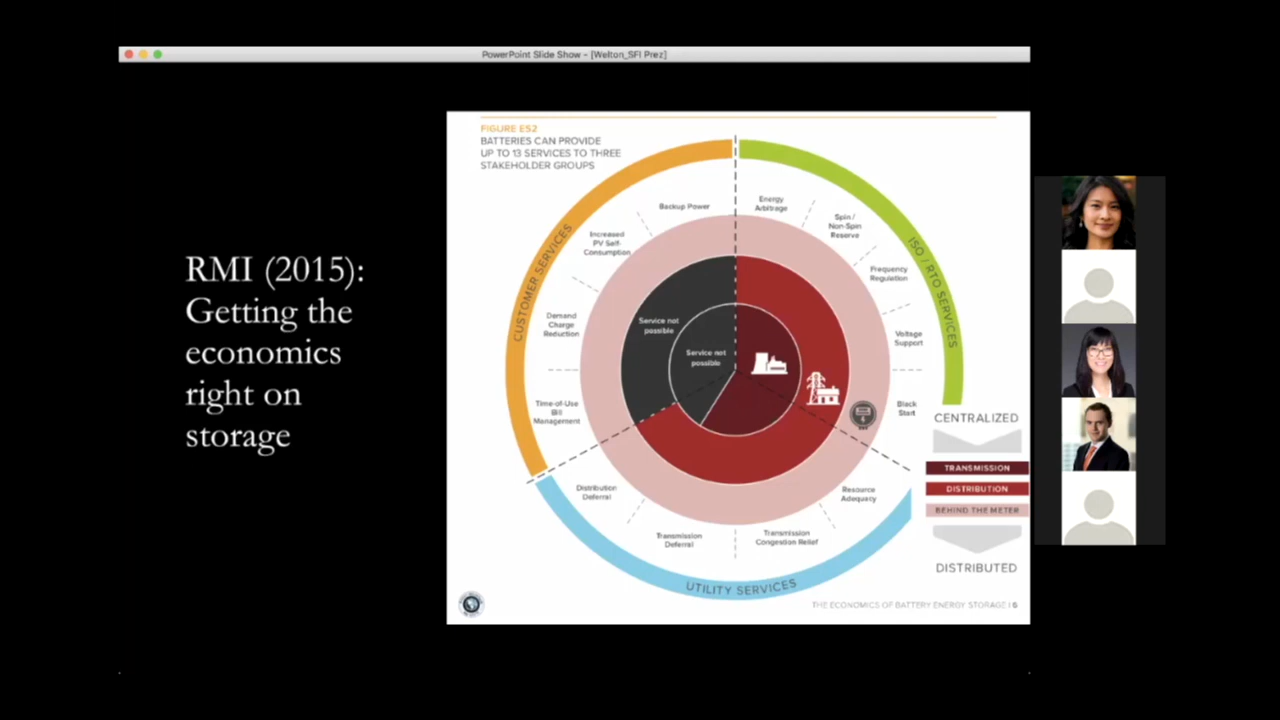 PowerPoint Slide Show - [Welton_SFI Prez]
RMI (2015):
Getting the
economics
right on
storage
FIGURE ES2
BATTERIES CAN PROVIDE
UP TO 13 SERVICES TO THREE
STAKEHOLDER GROUPS
CUSTOMER SERVICES
ISO / RTO SERVICES
UTILITY SERVICES
Backup Power
Increased
PV Self-
Consumption
Demand
Charge
Reduction
Time-of-Use
Bill
Management
Energy
Arbitrage
Spin /
Non-Spin
Reserve
Frequency
Regulation
Voltage
Support
Black
Start
Resource
Adequacy
Distribution
Deferral
Transmission
Deferral
Transmission
Congestion Relief
Service not
possible
Service not
possible
CENTRALIZED
TRANSMISSION
DISTRIBUTION
BEHIND THE METER
DISTRIBUTED
THE ECONOMICS OF BATTERY ENERGY STORAGE | 6